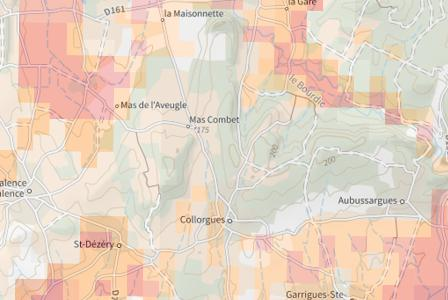 la Gare
D161
la Maisonnette
le Bourdic
Mas de l'Aveugle
Mas Combet
175
200
200
alence
alence
Aubussargues
Collorgues
St-Dézéry
Garrigues-Ste-